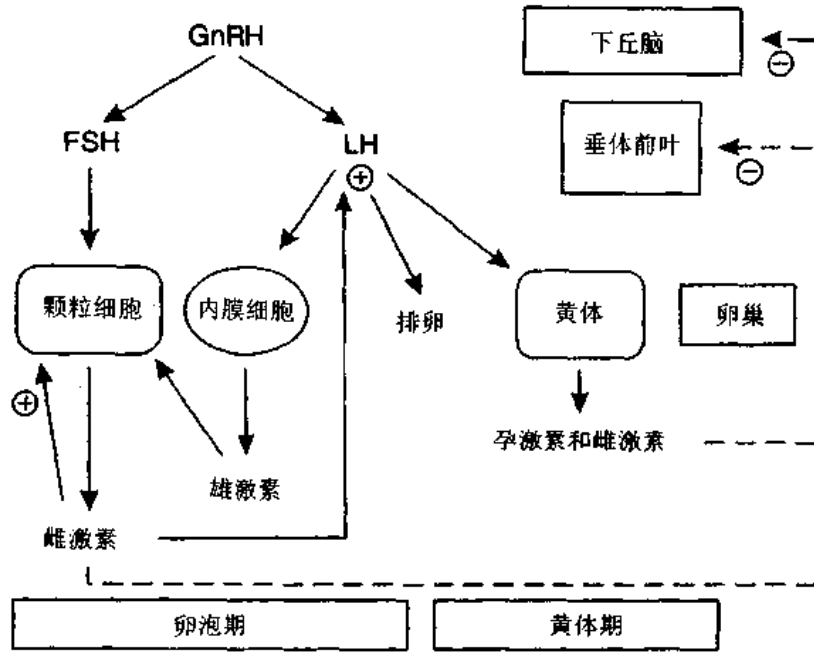 GnRH
下丘脑
FSH
LH
垂体前叶
颗粒细胞
内膜细胞
排卵
黄体
卵巢
孕激素和雌激素
雄激素
雌激素
卵泡期
黄体期